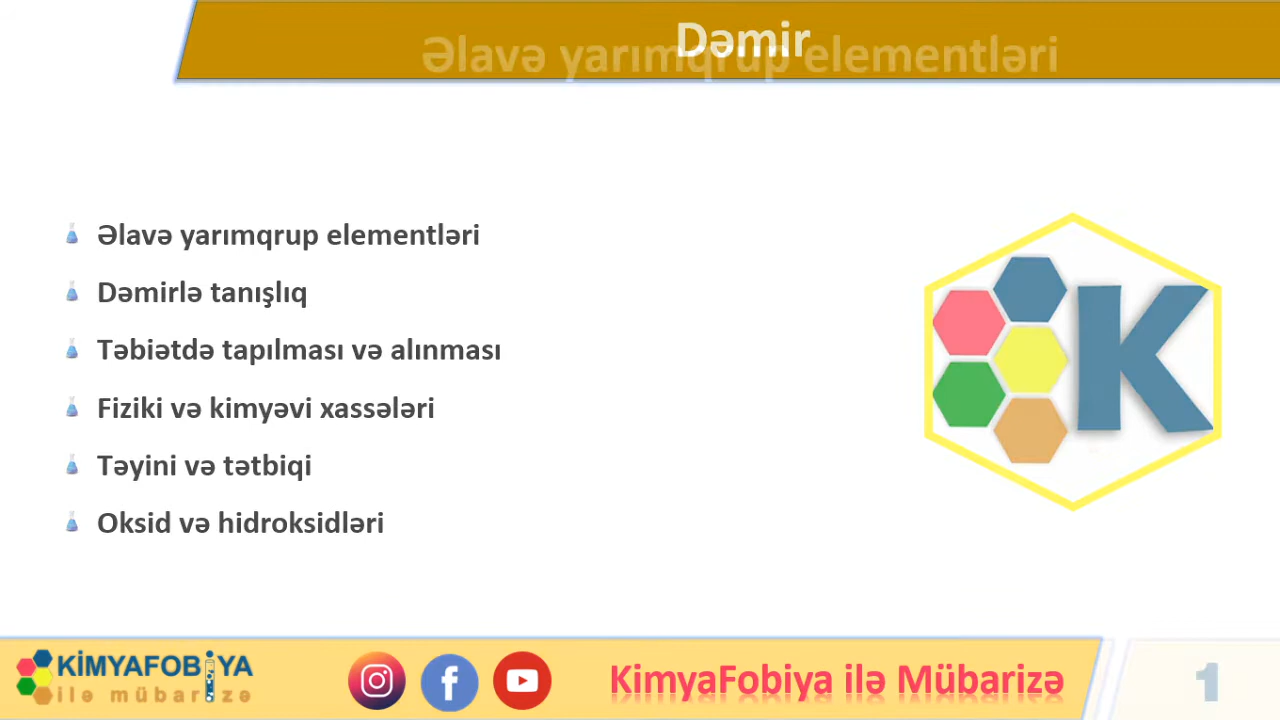 Dəmir
Əlavə yarımqrup elementləri
Əlavə yarımqrup elementləri
Dəmirlə tanışlıq
Təbiətdə tapılması və alınması
Fiziki və kimyəvi xassələri
Təyini və tətbiqi
Oksid və hidroksidləri
K
KİMYAFOBİYA
ilə mübarizə
KimyaFobiya ilə Mübarizə
1